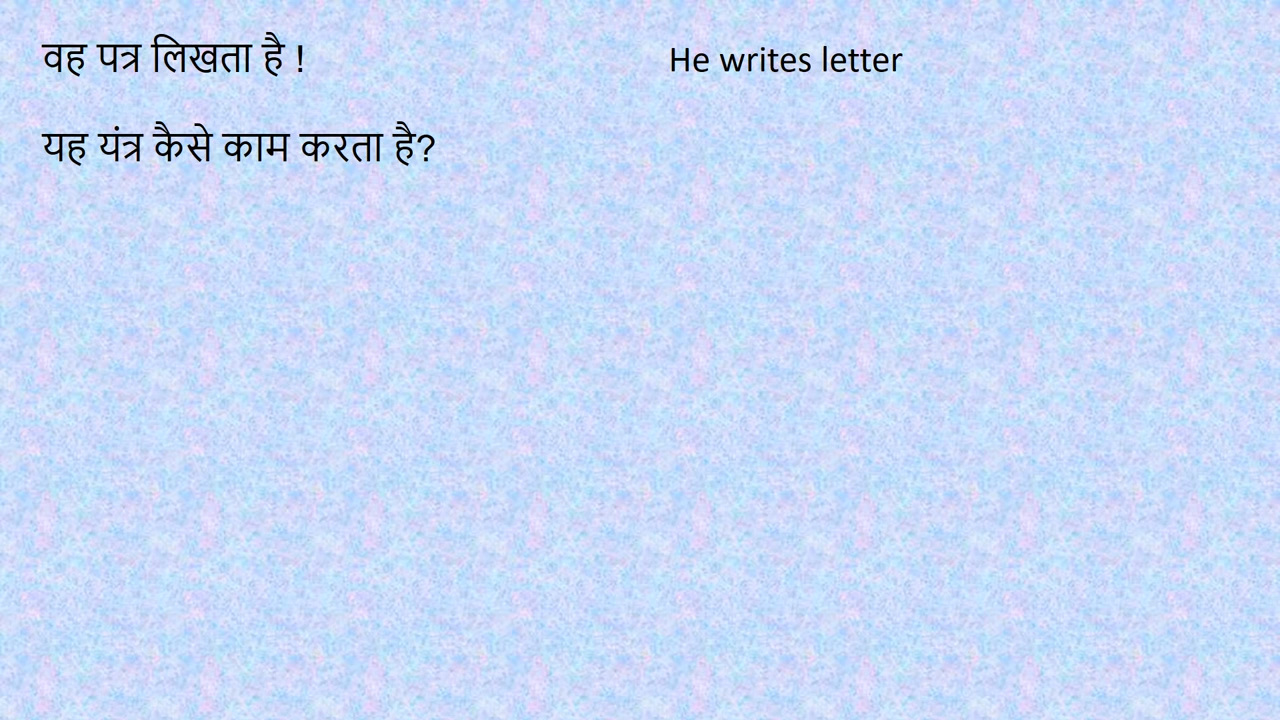 वह पत्र लिखता है ! He writes letter
यह यंत्र कैसे काम करता है?